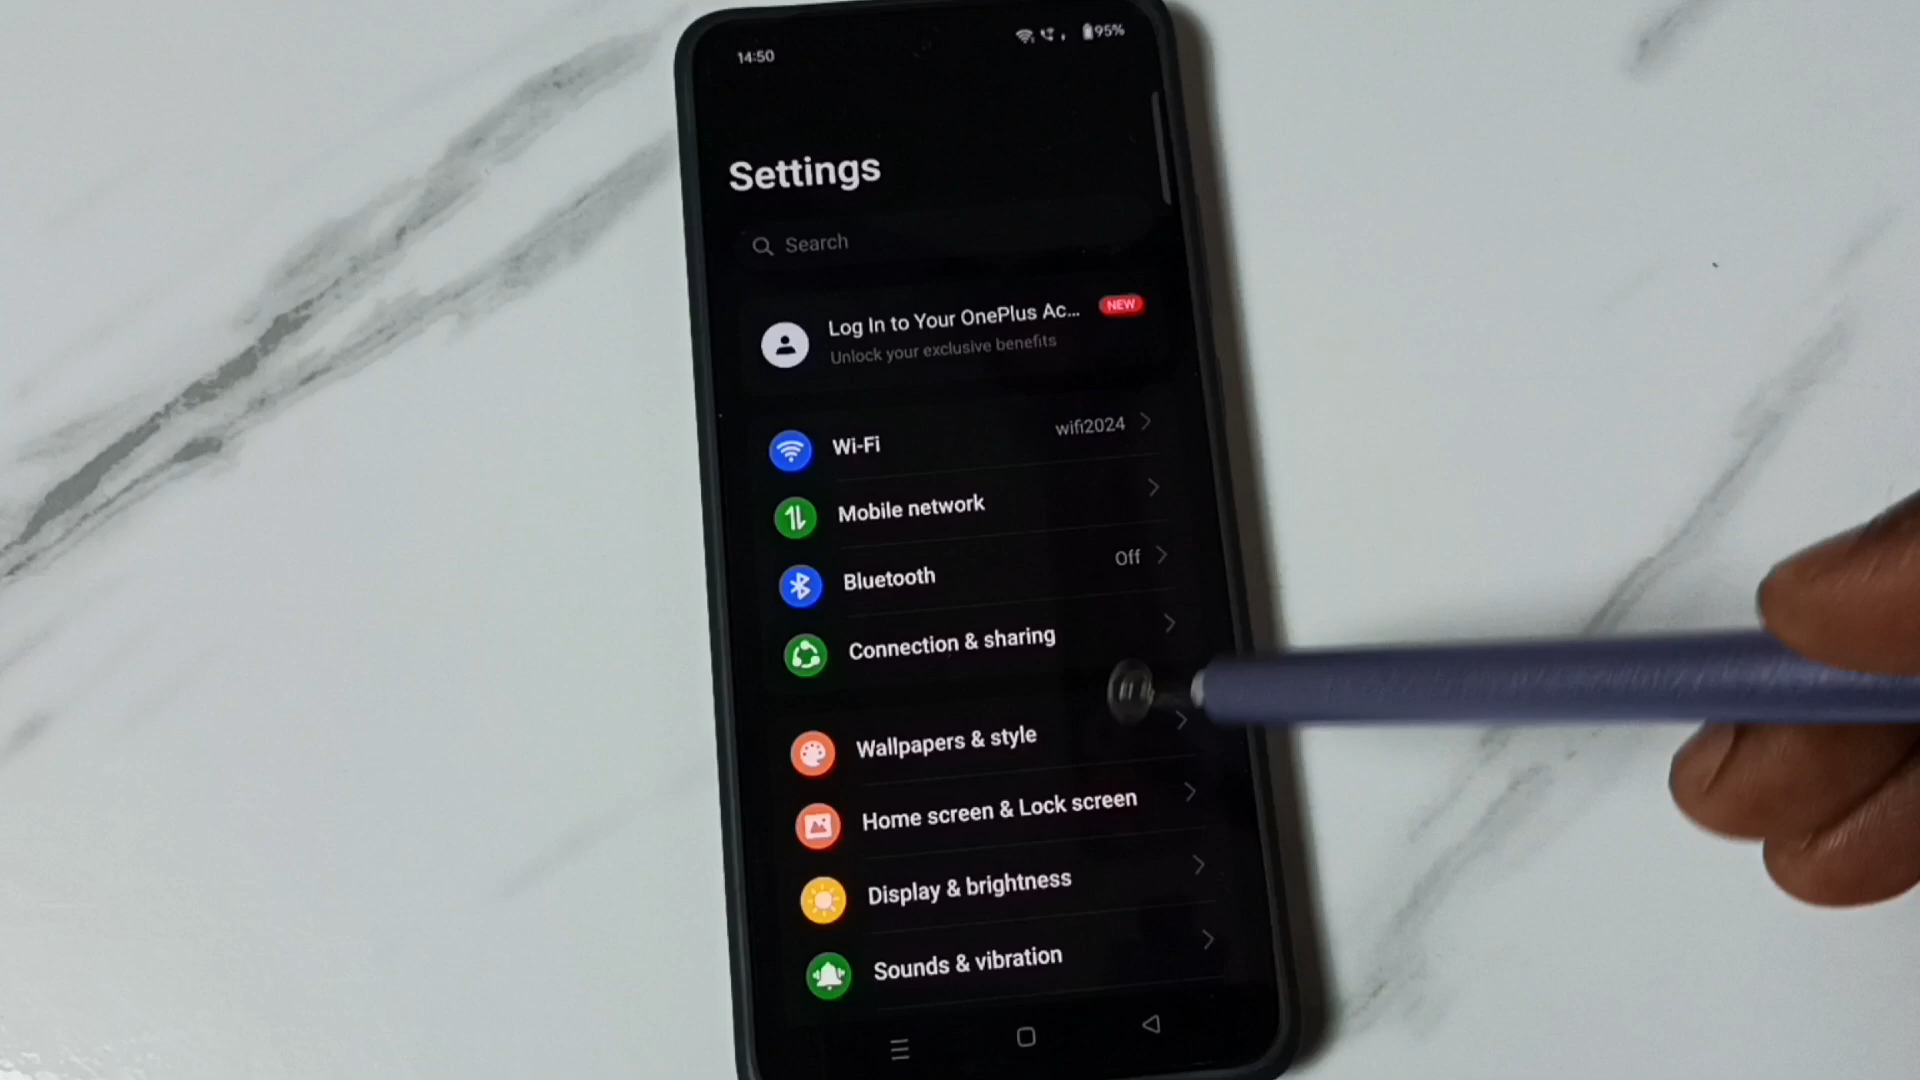 14:50
95%
Settings
Search
Log In to Your OnePlus Ac...
NEW
Unlock your exclusive benefits
Wi-Fi
wifi2024
Mobile network
Bluetooth
Off
Connection & sharing
Wallpapers & style
Home screen & Lock screen
Display & brightness
Sounds & vibration